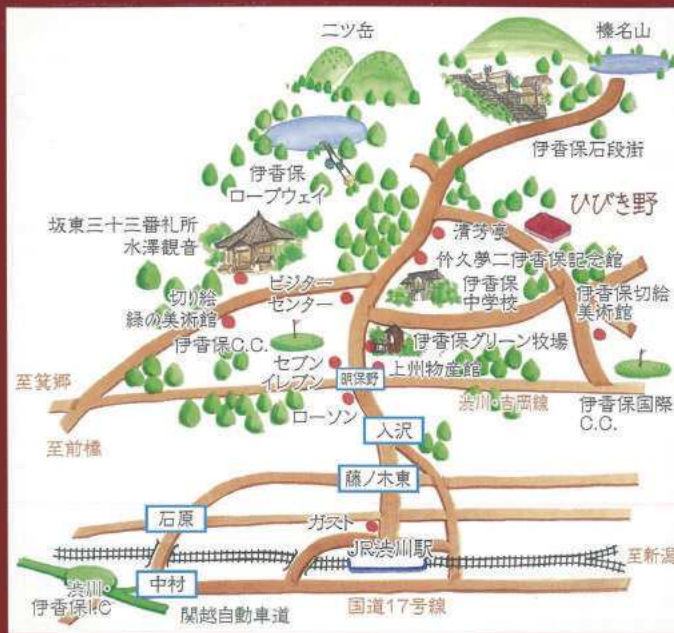 二ツ岳
榛名山
伊香保石段街
伊香保
ロープウェイ
ひびき野
坂東三十三番札所
水澤観音
清芳亭
竹久夢二伊香保記念館
伊香保
中学校
伊香保切絵
美術館
切り絵
緑の美術館
ビジター
センター
伊香保C.C.
伊香保グリーン牧場
セブン
イレブン
明保野
上州物産館
至箕郷
渋川・吉岡線
伊香保国際
C.C.
ローソン
至前橋
入沢
藤ノ木東
石原
ガスト
JR渋川駅
至新潟
渋川・
伊香保I.C
中村
関越自動車道
国道17号線